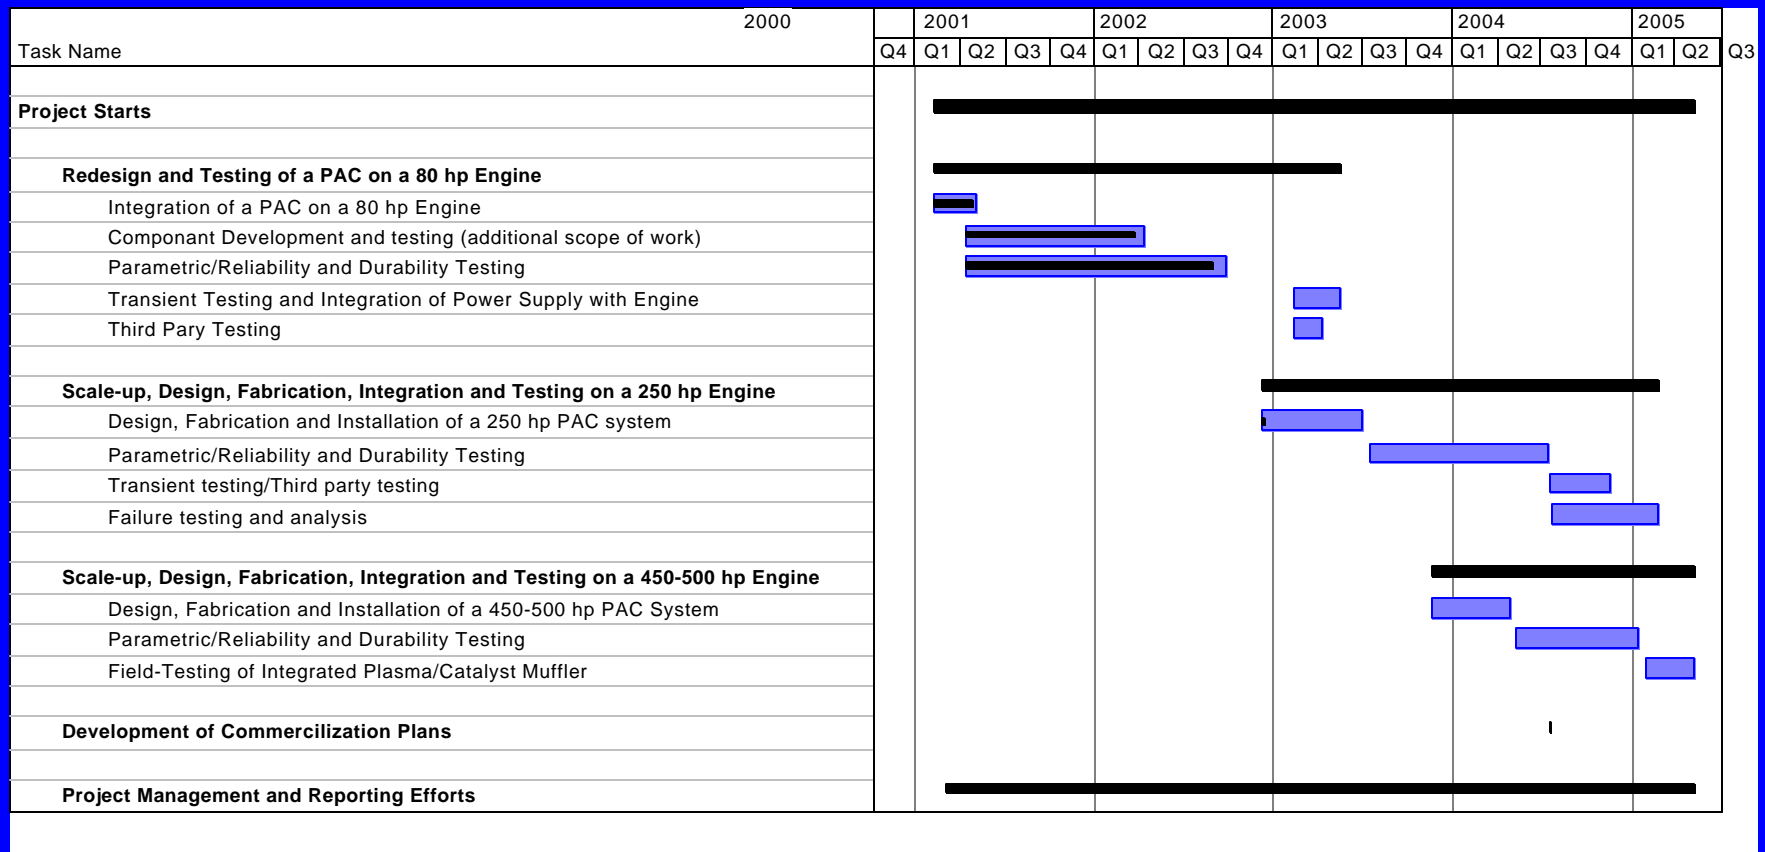 2000 2001 2002 2003 2004 2005
Task Name Q4 Q1 Q2 Q3 Q4 Q1 Q2 Q3 Q4 Q1 Q2 Q3 Q4 Q1 Q2 Q3 Q4 Q1 Q2 Q3
Project Starts
Redesign and Testing of a PAC on a 80 hp Engine
Integration of a PAC on a 80 hp Engine
Componant Development and testing (additional scope of work)
Parametric/Reliability and Durability Testing
Transient Testing and Integration of Power Supply with Engine
Third Pary Testing
Scale-up, Design, Fabrication, Integration and Testing on a 250 hp Engine
Design, Fabrication and Installation of a 250 hp PAC system
Parametric/Reliability and Durability Testing
Transient testing/Third party testing
Failure testing and analysis
Scale-up, Design, Fabrication, Integration and Testing on a 450-500 hp Engine
Design, Fabrication and Installation of a 450-500 hp PAC System
Parametric/Reliability and Durability Testing
Field-Testing of Integrated Plasma/Catalyst Muffler
Development of Commercilization Plans
Project Management and Reporting Efforts